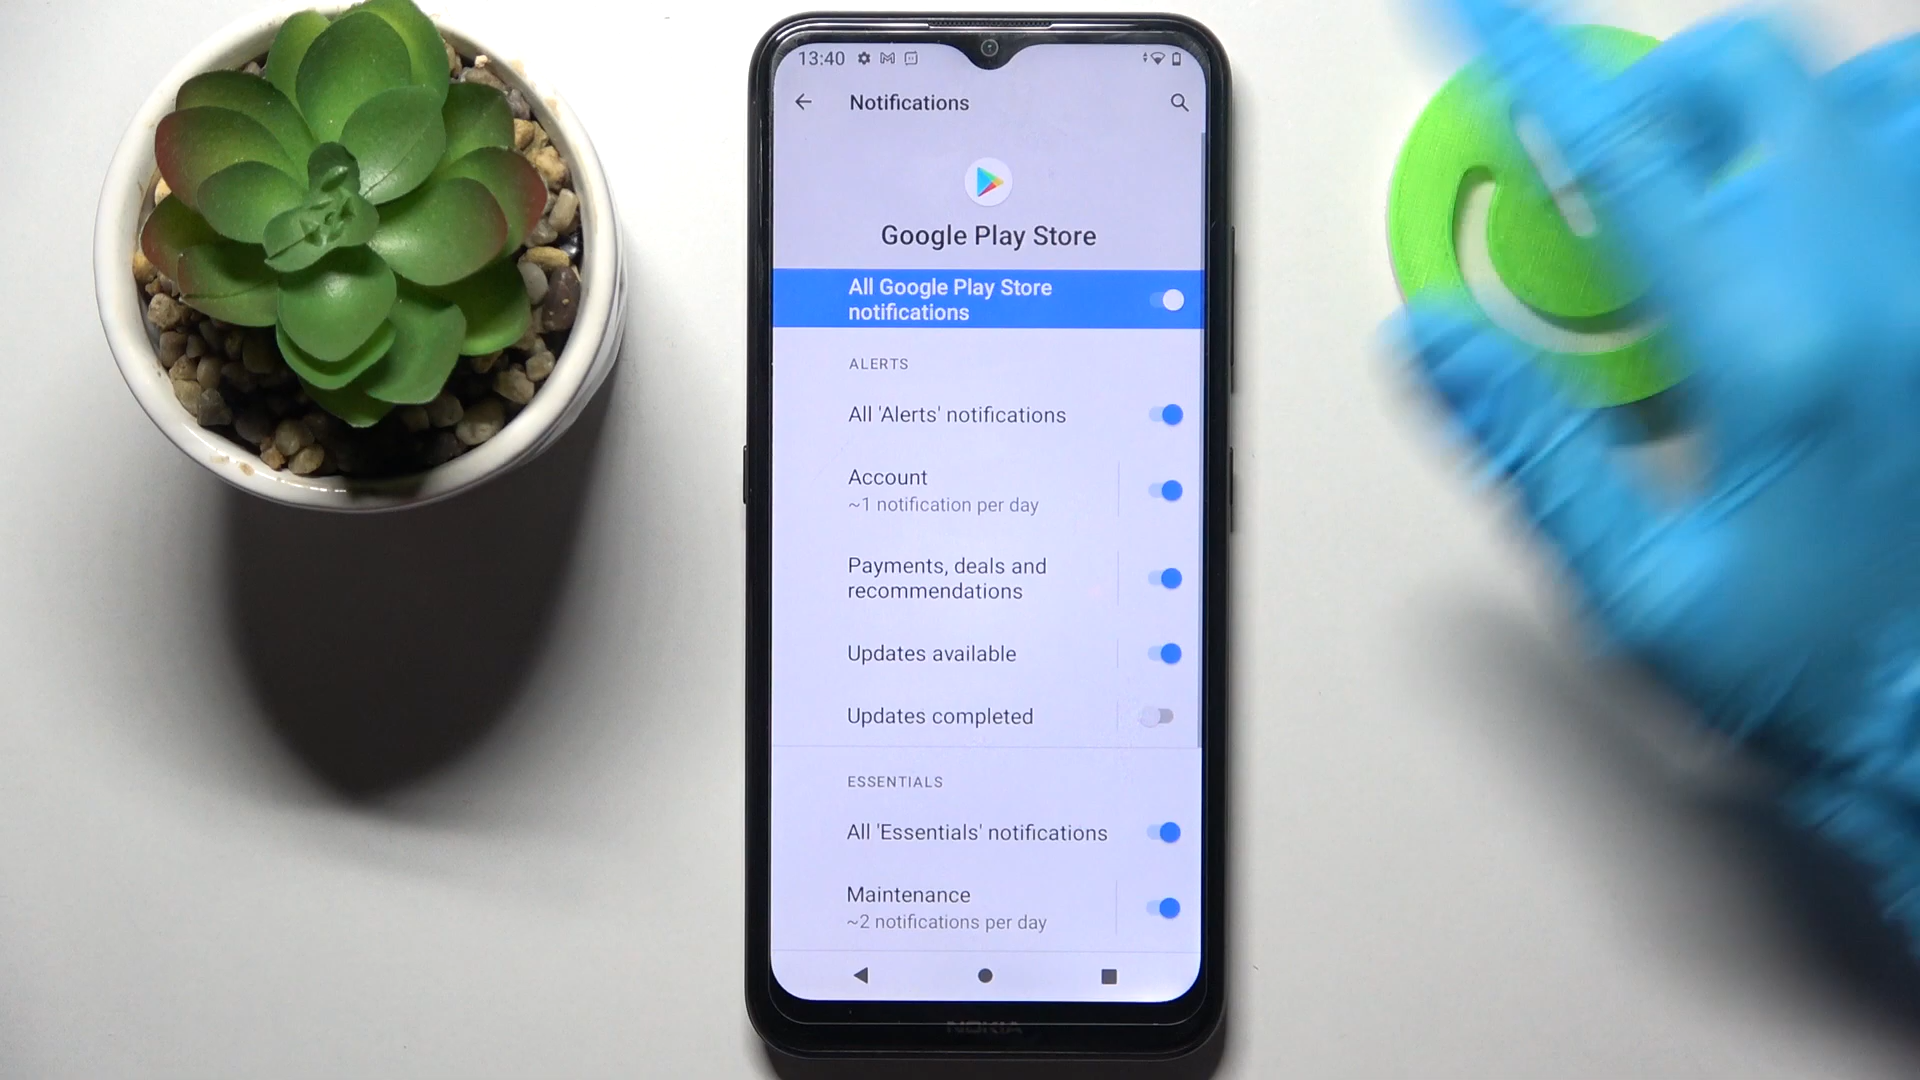 13:40
Notifications
Google Play Store
All Google Play Store
notifications
ALERTS
All 'Alerts' notifications
Account
~1 notification per day
Payments, deals and
recommendations
Updates available
Updates completed
ESSENTIALS
All 'Essentials' notifications
Maintenance
~2 notifications per day
NOKIA